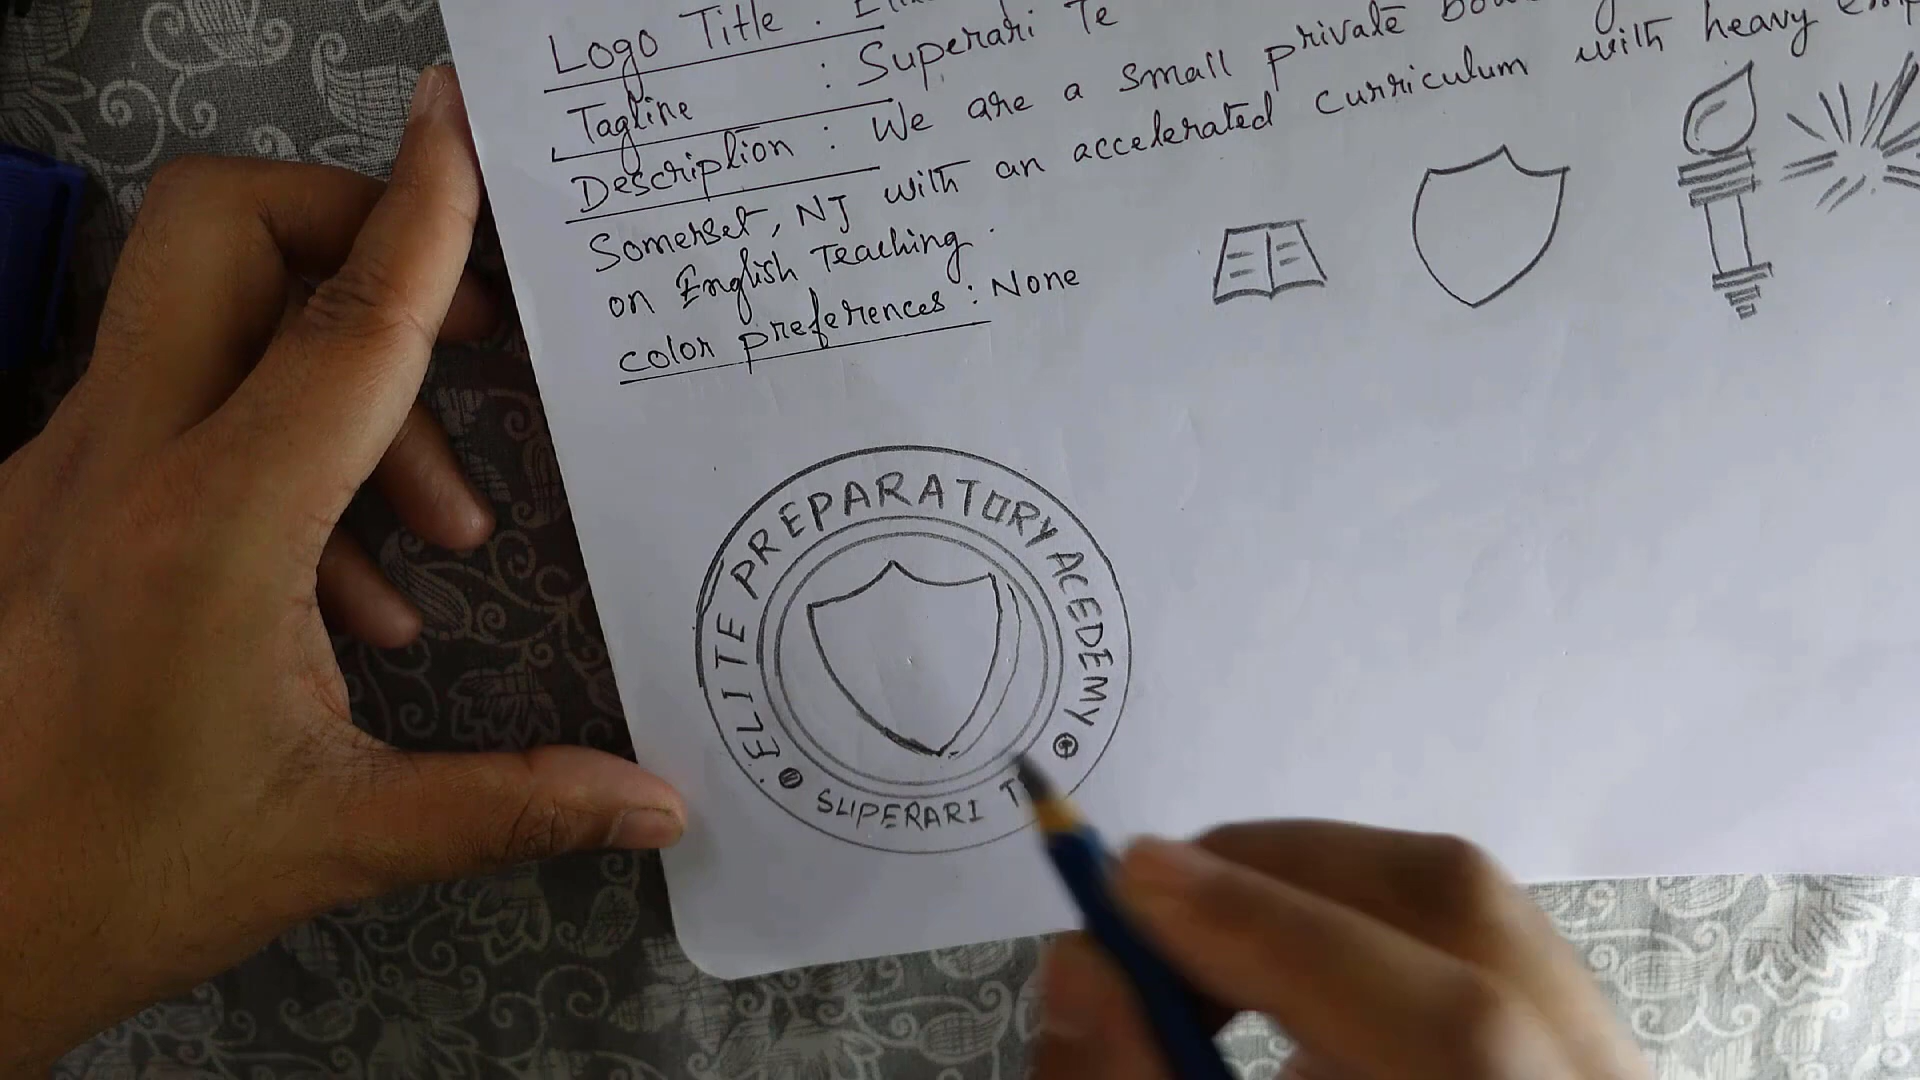 Logo Title :
Tagline : Superari Te
Description : We are a small private
Somerset, NJ with an accelerated curriculum with heavy
on English Teaching.
color preferences : None
ELITE PREPARATORY ACEDEMY
SUPERARI